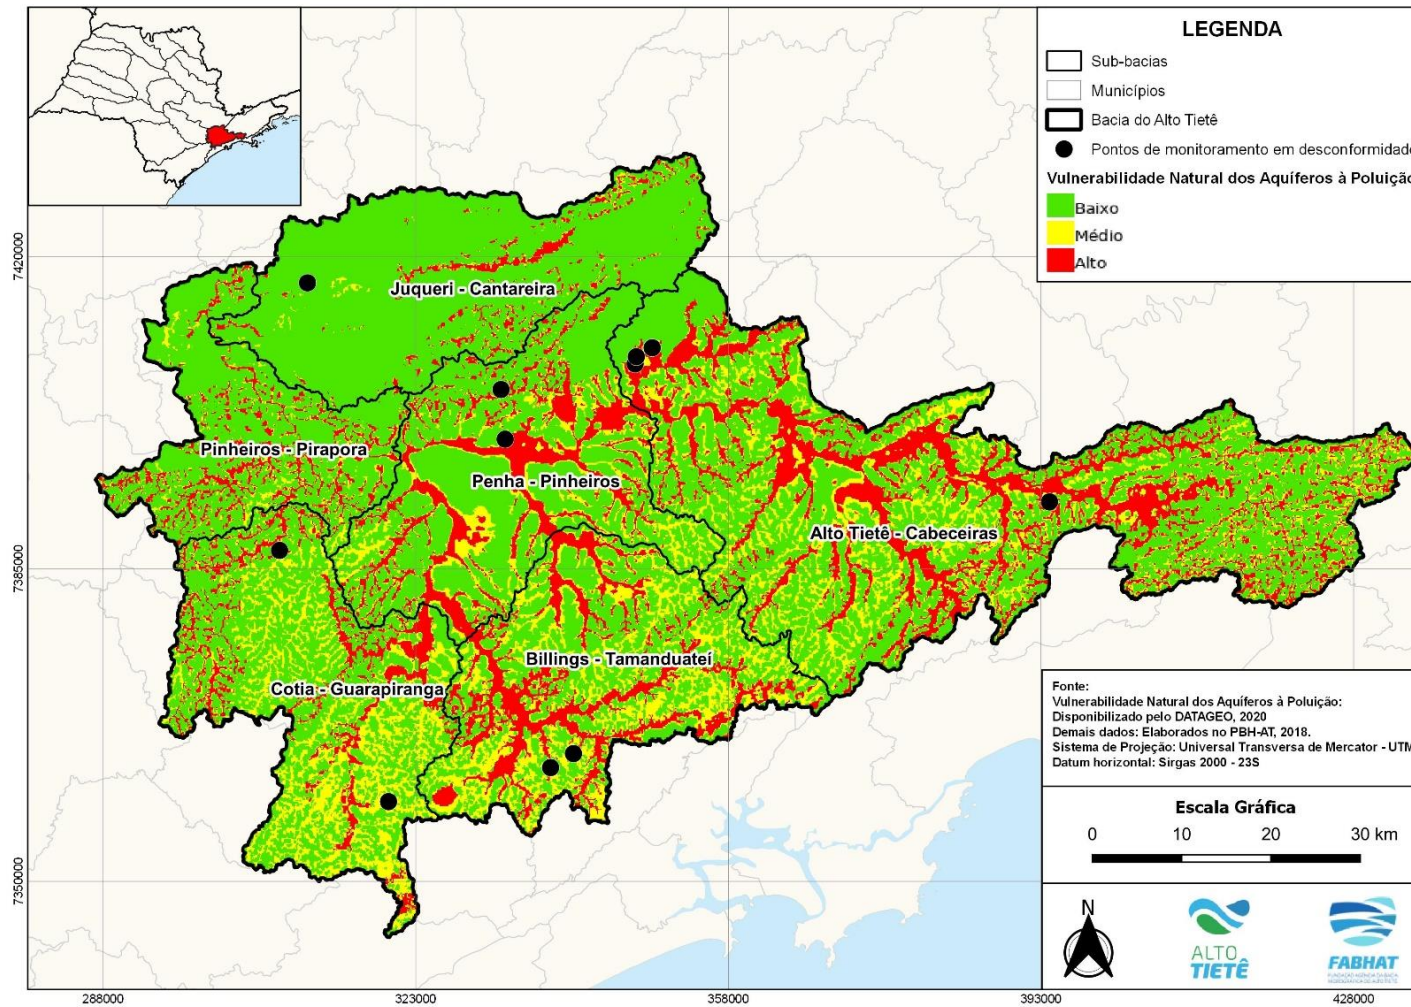 LEGENDA
Sub-bacias
Municípios
Bacia do Alto Tietê
Pontos de monitoramento em desconformidade
Vulnerabilidade Natural dos Aquíferos à Poluição
Baixo
Médio
Alto
7420000
7385000
7350000
Juqueri - Cantareira
Pinheiros - Pirapora
Penha - Pinheiros
Alto Tietê - Cabeceiras
Billings - Tamanduateí
Cotia - Guarapiranga
Fonte:
Vulnerabilidade Natural dos Aquíferos à Poluição:
Disponibilizado pelo DATAGEO, 2020
Demais dados: Elaborados no PBH-AT, 2018.
Sistema de Projeção: Universal Transversa de Mercator - UTM
Datum horizontal: Sirgas 2000 - 23S
Escala Gráfica
0 10 20 30 km
N
ALTO
TIETÊ
FABHAT
288000 323000 358000 393000 428000